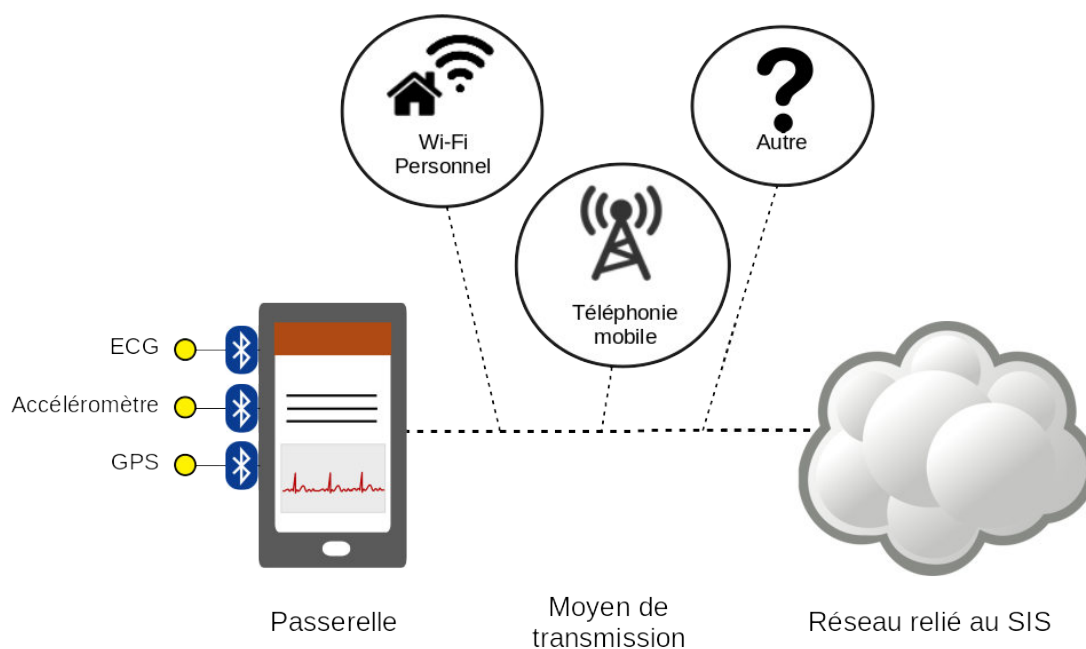 Wi-Fi
Personnel
Autre
Téléphonie
mobile
ECG
Accéléromètre
GPS
Passerelle
Moyen de
transmission
Réseau relié au SIS